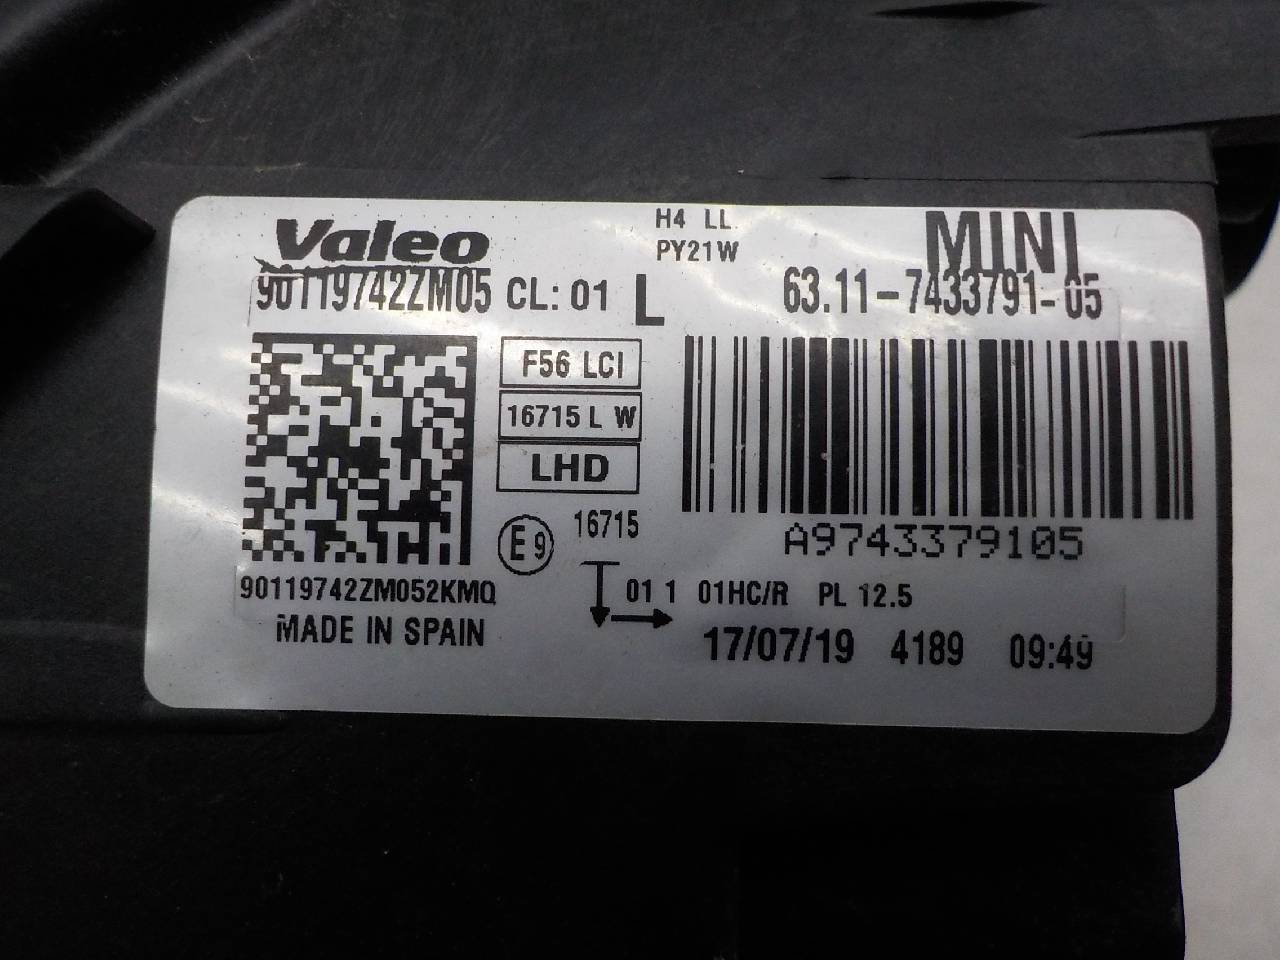 Valeo
H4 LL
PY21W
MINI
90119742ZM05 CL: 01 L
63.11-7433791-05
F56 LCI
16715 L W
LHD
E9
16715
A9743379105
90119742ZM052KMQ
01 1 01HC/R PL 12.5
MADE IN SPAIN
17/07/19 4189 09:49